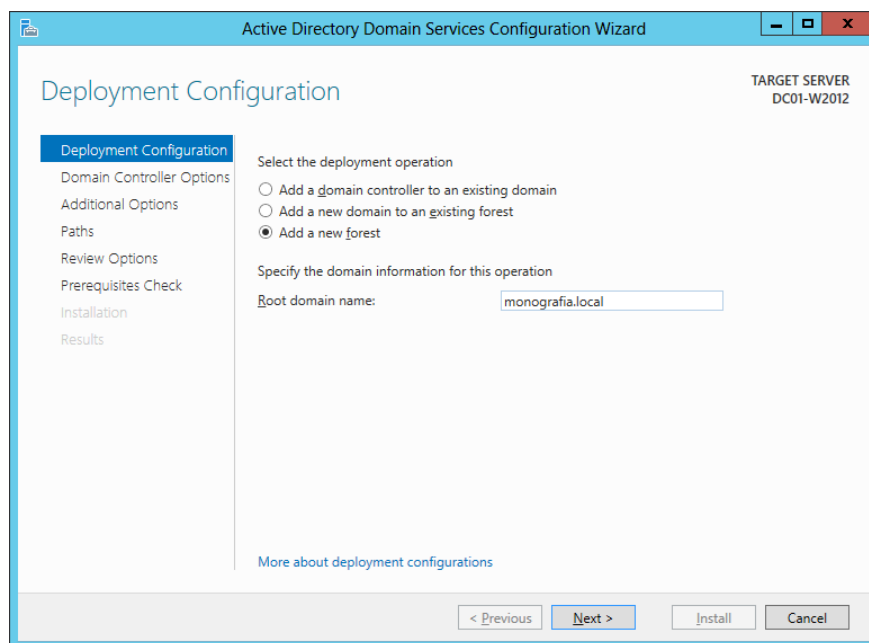 Active Directory Domain Services Configuration Wizard
Deployment Configuration
TARGET SERVER
DC01-W2012
Deployment Configuration
Domain Controller Options
Additional Options
Paths
Review Options
Prerequisites Check
Installation
Results
Select the deployment operation
Add a domain controller to an existing domain
Add a new domain to an existing forest
Add a new forest
Specify the domain information for this operation
Root domain name: monografia.local
More about deployment configurations
< Previous Next > Install Cancel